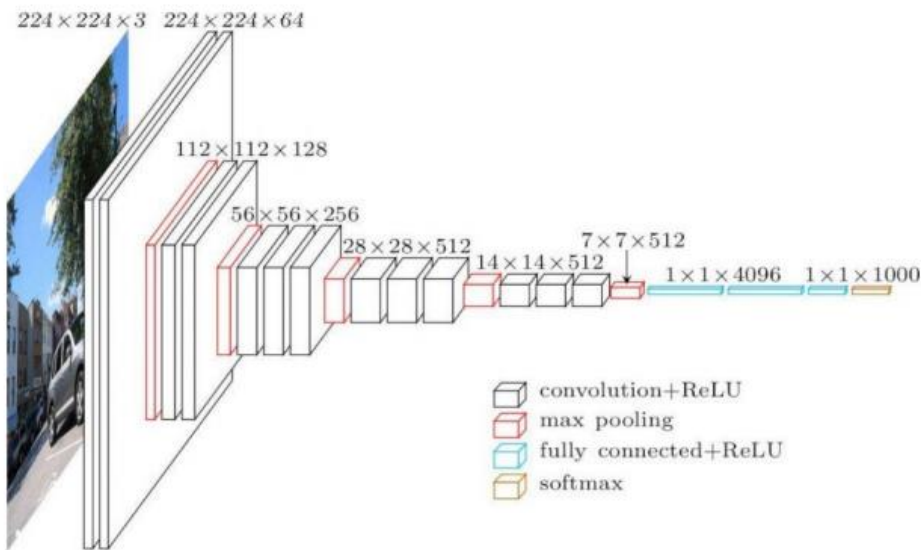 224×224×3
224×224×64
112×112×128
56×56×256
28×28×512
14×14×512
7×7×512
1×1×4096
1×1×1000
convolution+ReLU
max pooling
fully connected+ReLU
softmax